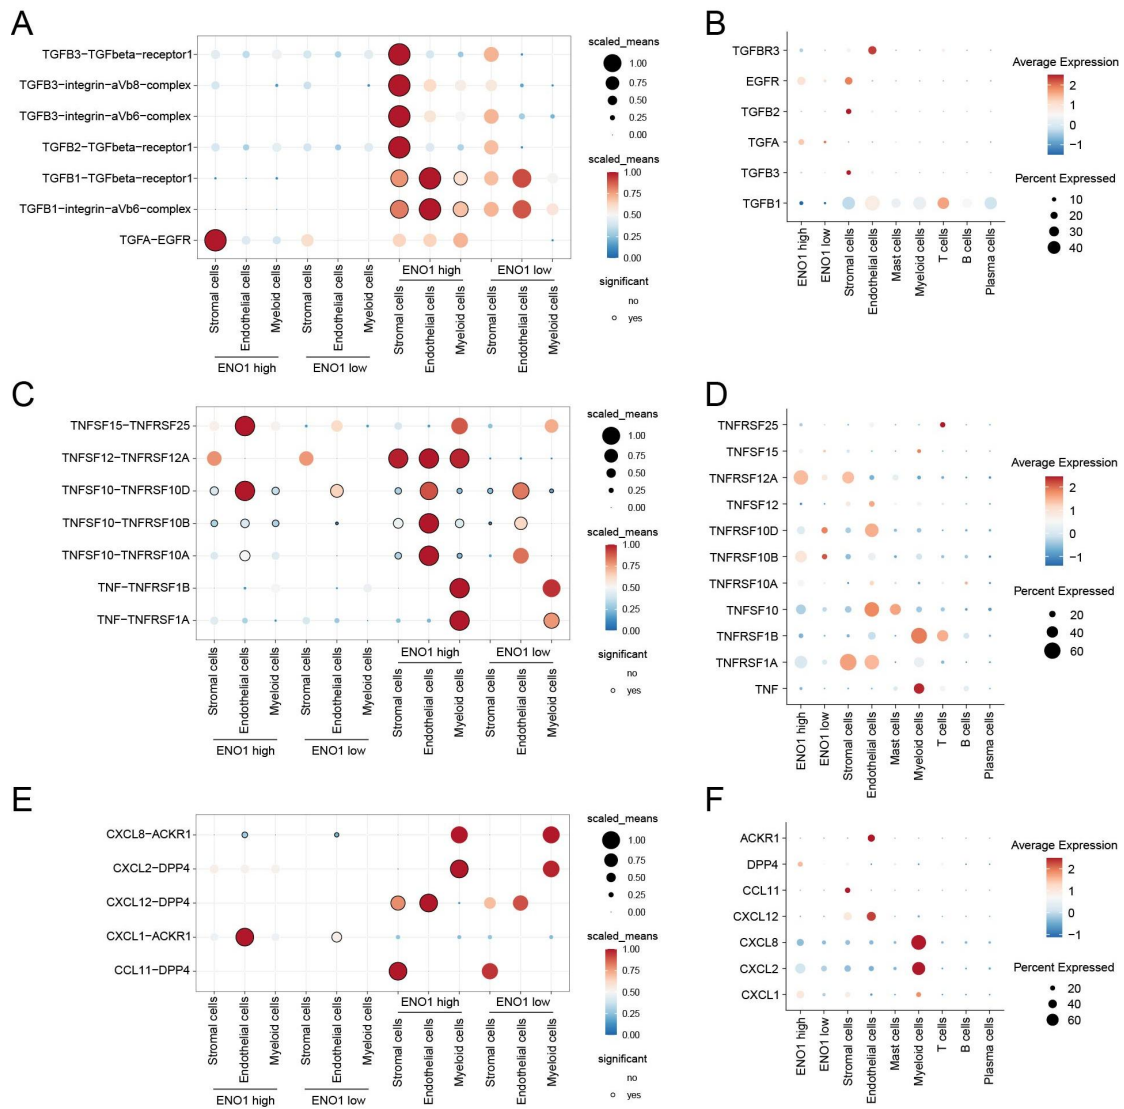 A
TGFB3−TGFbeta−receptor1
TGFB3−integrin−aVb8−complex
TGFB3−integrin−aVb6−complex
TGFB2−TGFbeta−receptor1
TGFB1−TGFbeta−receptor1
TGFB1−integrin−aVb6−complex
TGFA−EGFR
Stromal cells
Endothelial cells
Myeloid cells
Stromal cells
Endothelial cells
Myeloid cells
Stromal cells
Endothelial cells
Myeloid cells
Stromal cells
Endothelial cells
Myeloid cells
ENO1 high
ENO1 low
ENO1 high
ENO1 low
scaled_means
1.00
0.75
0.50
0.25
0.00
scaled_means
1.00
0.75
0.50
0.25
0.00
significant
no
yes
B
TGFBR3
EGFR
TGFB2
TGFA
TGFB3
TGFB1
ENO1 high
ENO1 low
Stromal cells
Endothelial cells
Mast cells
Myeloid cells
T cells
B cells
Plasma cells
Average Expression
2
1
0
−1
Percent Expressed
10
20
30
40
C
TNFSF15−TNFRSF25
TNFSF12−TNFRSF12A
TNFSF10−TNFRSF10D
TNFSF10−TNFRSF10B
TNFSF10−TNFRSF10A
TNF−TNFRSF1B
TNF−TNFRSF1A
Stromal cells
Endothelial cells
Myeloid cells
Stromal cells
Endothelial cells
Myeloid cells
Stromal cells
Endothelial cells
Myeloid cells
Stromal cells
Endothelial cells
Myeloid cells
ENO1 high
ENO1 low
ENO1 high
ENO1 low
scaled_means
1.00
0.75
0.50
0.25
0.00
scaled_means
1.00
0.75
0.50
0.25
0.00
significant
no
yes
D
TNFRSF25
TNFSF15
TNFRSF12A
TNFSF12
TNFRSF10D
TNFRSF10B
TNFRSF10A
TNFSF10
TNFRSF1B
TNFRSF1A
TNF
ENO1 high
ENO1 low
Stromal cells
Endothelial cells
Mast cells
Myeloid cells
T cells
B cells
Plasma cells
Average Expression
2
1
0
−1
Percent Expressed
20
40
60
E
CXCL8−ACKR1
CXCL2−DPP4
CXCL12−DPP4
CXCL1−ACKR1
CCL11−DPP4
Stromal cells
Endothelial cells
Myeloid cells
Stromal cells
Endothelial cells
Myeloid cells
Stromal cells
Endothelial cells
Myeloid cells
Stromal cells
Endothelial cells
Myeloid cells
ENO1 high
ENO1 low
ENO1 high
ENO1 low
scaled_means
1.00
0.75
0.50
0.25
0.00
scaled_means
1.00
0.75
0.50
0.25
0.00
significant
no
yes
F
ACKR1
DPP4
CCL11
CXCL12
CXCL8
CXCL2
CXCL1
ENO1 high
ENO1 low
Stromal cells
Endothelial cells
Mast cells
Myeloid cells
T cells
B cells
Plasma cells
Average Expression
2
1
0
−1
Percent Expressed
20
40
60